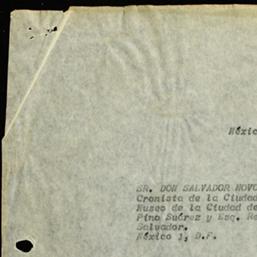 Méxic
SR. DON SALVADOR NOVO
Cronista de la Ciudad
Museo de la Ciudad de
Pino Suárez y Esq. Re
Salvador.
México 1, D.F.